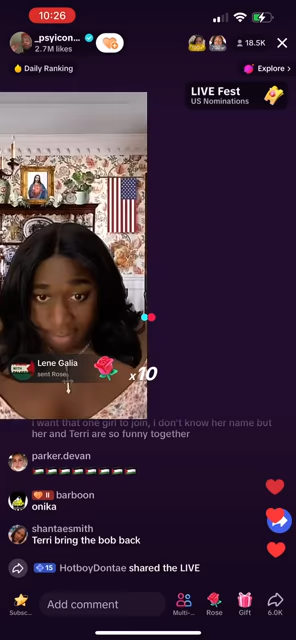 10:26
_psyicon...
2.7M likes
18.5K
Daily Ranking
Explore >
LIVE Fest
US Nominations
Lene Galia
sent Rose
x10
i want that one girl to join, i don't know her name but
her and Terri are so funny together
parker.devan
II barboon
onika
shantaesmith
Terri bring the bob back
15 HotboyDontae shared the LIVE
Subsc...
Add comment
Multi-...
Rose
Gift
6.0K